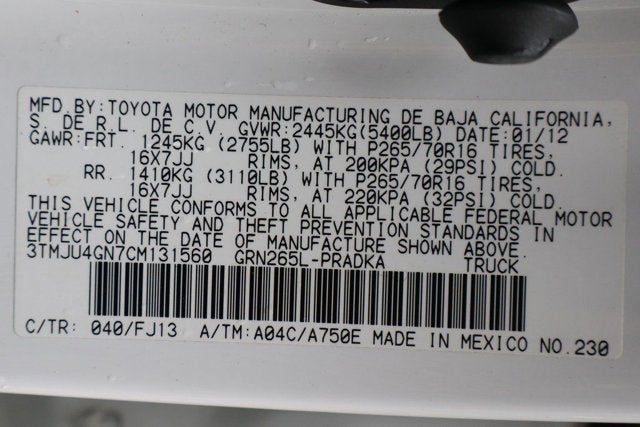 MFD.BY:TOYOTA MOTOR MANUFACTURING DE BAJA CALIFORNIA,
S. DE R.L. DE C.V. GVWR:2445KG(5400LB) DATE:01/12
GAWR:FRT. 1245KG (2755LB) WITH P265/70R16 TIRES,
16X7JJ RIMS, AT 200KPA (29PSI) COLD.
RR. 1410KG (3110LB) WITH P265/70R16 TIRES,
16X7JJ RIMS, AT 220KPA (32PSI) COLD.
THIS VEHICLE CONFORMS TO ALL APPLICABLE FEDERAL MOTOR
VEHICLE SAFETY AND THEFT PREVENTION STANDARDS IN
EFFECT ON THE DATE OF MANUFACTURE SHOWN ABOVE.
3TMJU4GN7CM131560 GRN265L-PRADKA TRUCK
C/TR: 040/FJ13 A/TM:A04C/A750E MADE IN MEXICO NO.230